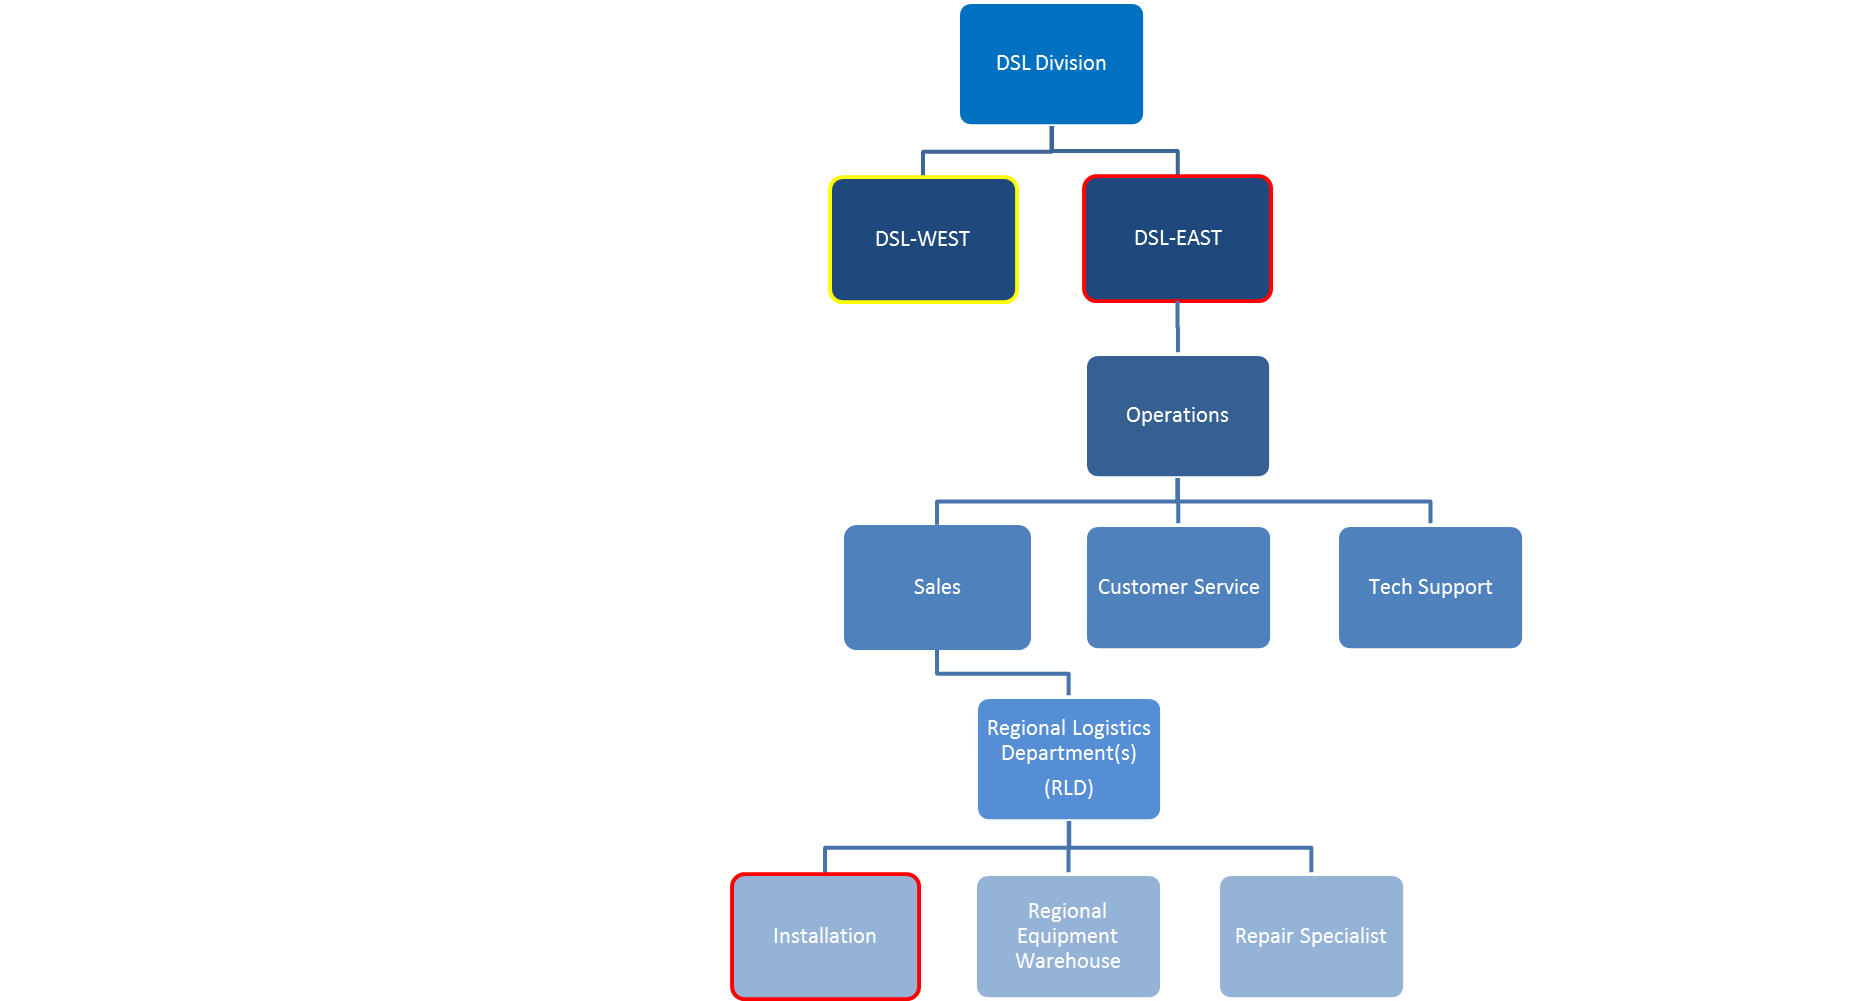 DSL Division
DSL-WEST
DSL-EAST
Operations
Sales
Customer Service
Tech Support
Regional Logistics
Department(s)
(RLD)
Installation
Regional
Equipment
Warehouse
Repair Specialist